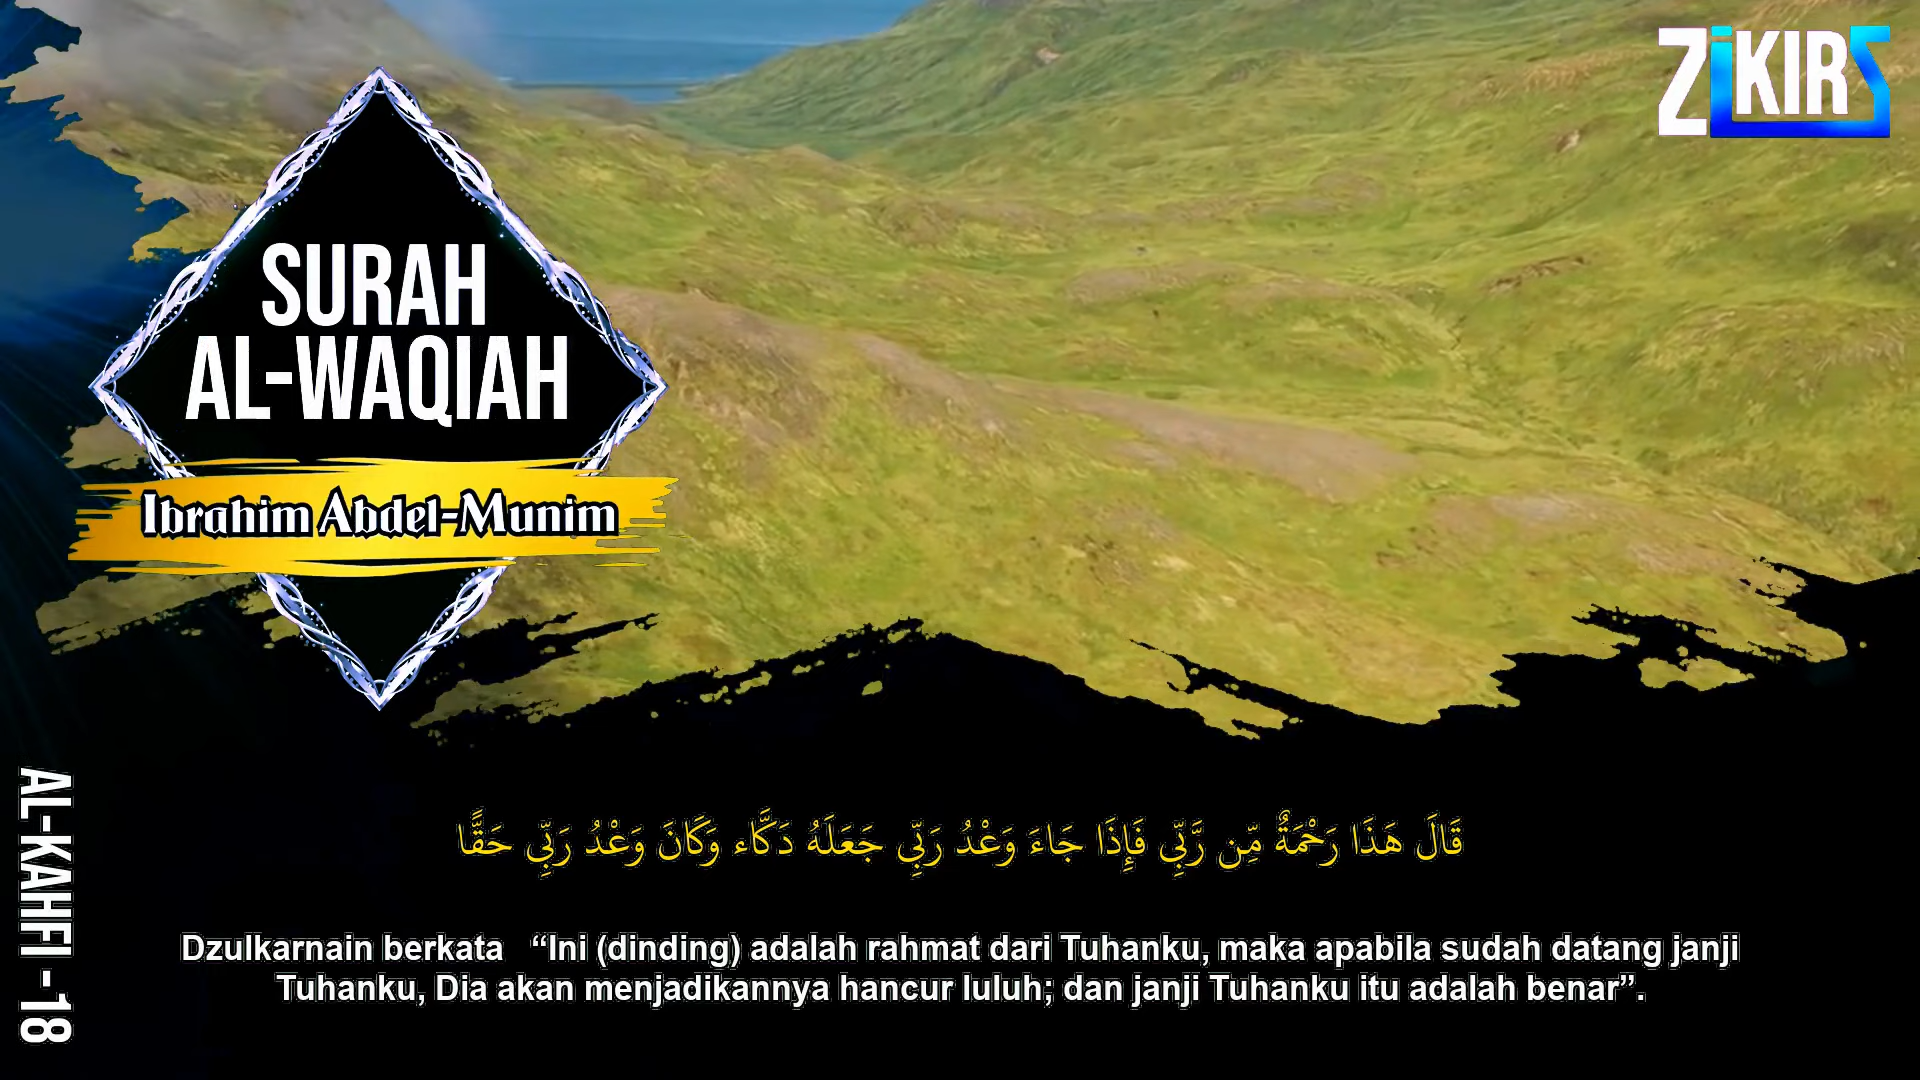 ZiKIRS
SURAH
AL-WAQIAH
Ibrahim Abdel-Munim
AL-KAHFI - 18
قَالَ هَذَا رَحْمَةٌ مِّن رَّبِّي فَإِذَا جَاءَ وَعْدُ رَبِّي جَعَلَهُ دَكَّاء وَكَانَ وَعْدُ رَبِّي حَقًّا
Dzulkarnain berkata “Ini (dinding) adalah rahmat dari Tuhanku, maka apabila sudah datang janji
Tuhanku, Dia akan menjadikannya hancur luluh; dan janji Tuhanku itu adalah benar”.